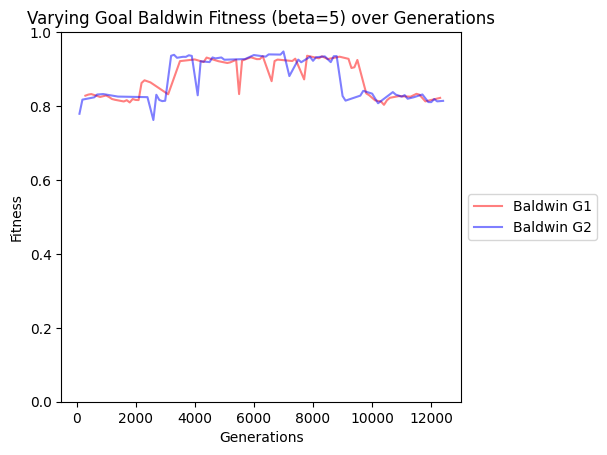 Varying Goal Baldwin Fitness (beta=5) over Generations
1.0
0.8
0.6
0.4
0.2
0.0
Fitness
0 2000 4000 6000 8000 10000 12000
Generations
Baldwin G1
Baldwin G2